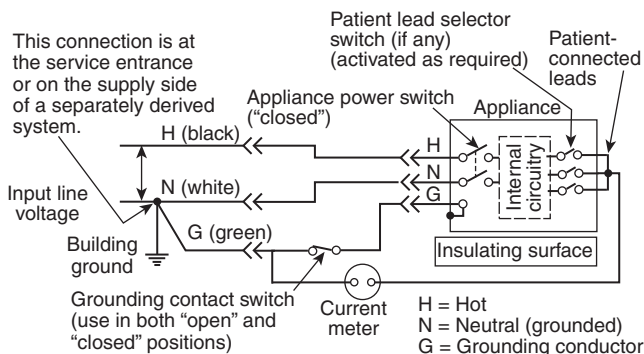 This connection is at
the service entrance
or on the supply side
of a separately derived
system.
Patient lead selector
switch (if any)
(activated as required)
Patient-
connected
leads
Appliance power switch
(“closed”)
Appliance
H (black)
H
N
G
Internal
circuitry
Input line
voltage
N (white)
G (green)
Building
ground
Insulating surface
Grounding contact switch
(use in both “open” and
“closed” positions)
Current
meter
H = Hot
N = Neutral (grounded)
G = Grounding conductor